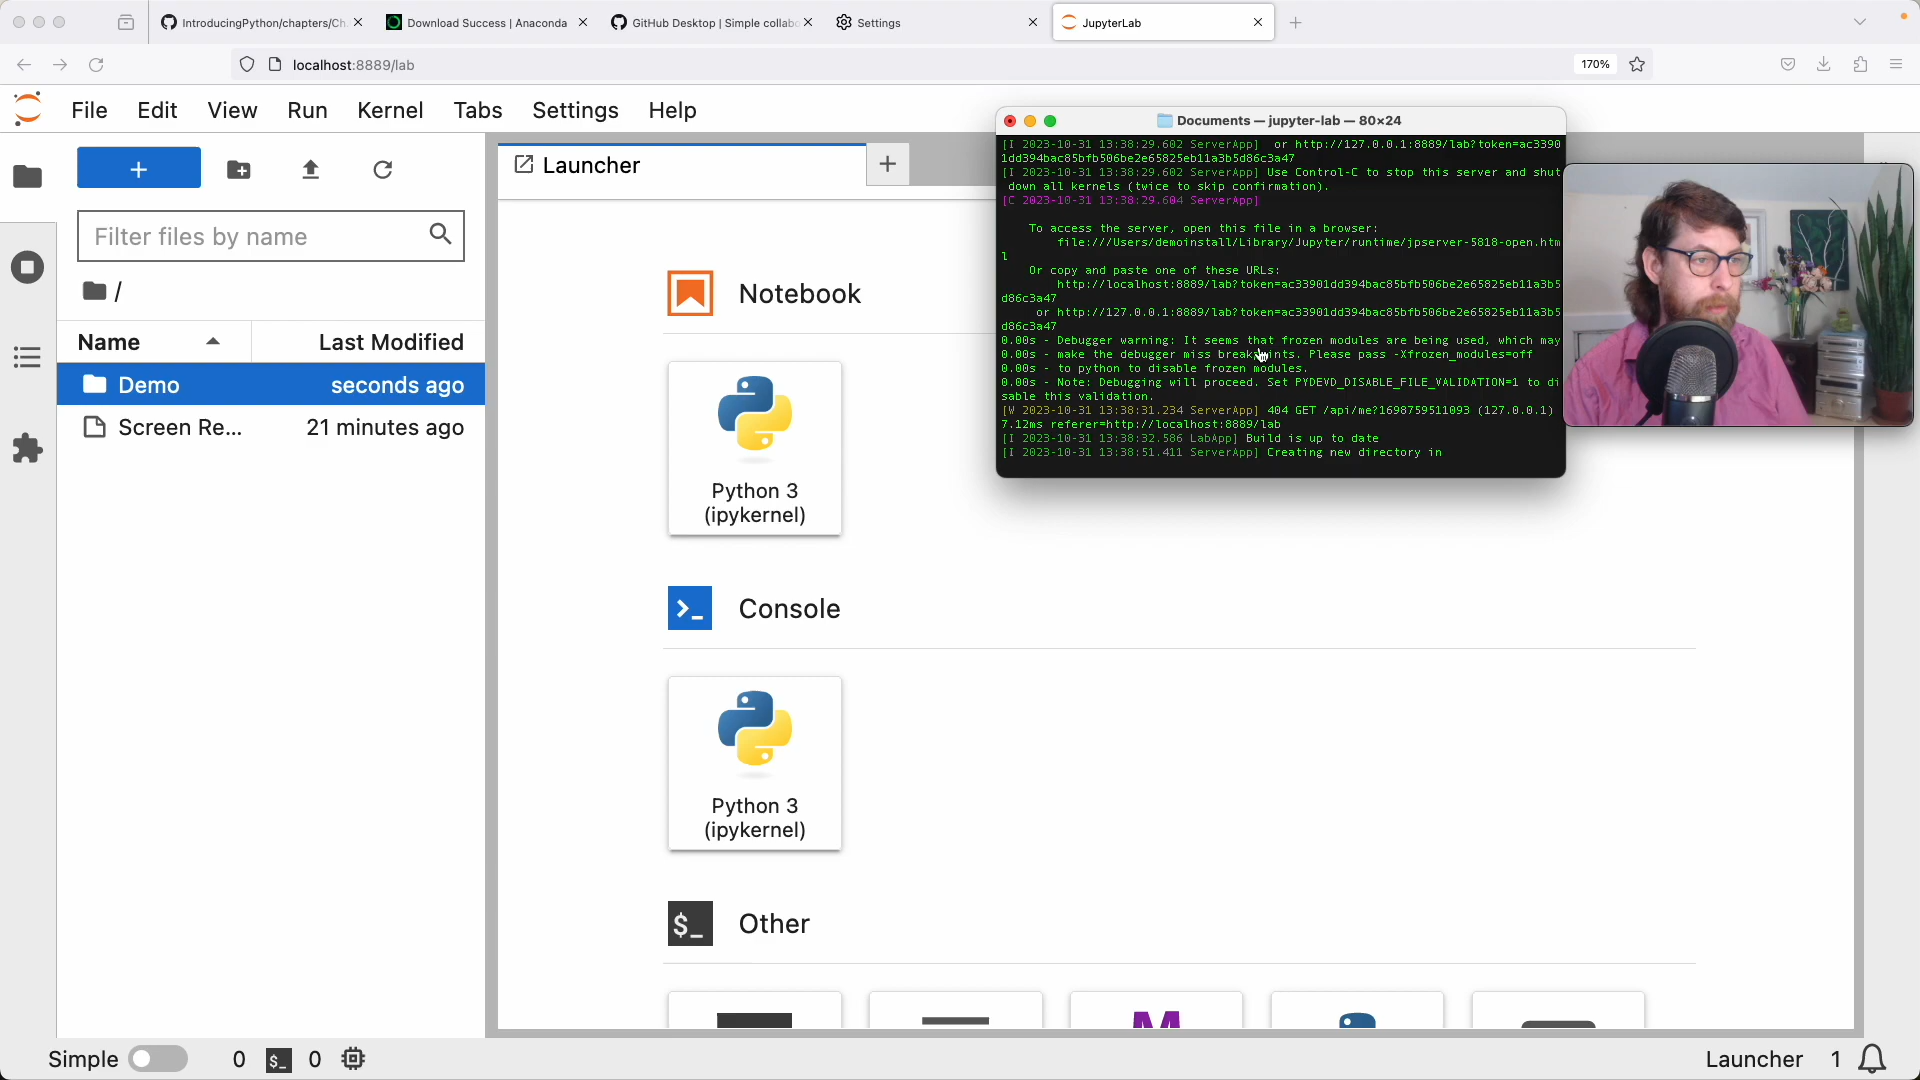 IntroducingPython/chapters/Ch
Download Success | Anaconda
GitHub Desktop | Simple collabo
Settings
JupyterLab
localhost:8889/lab
170%
File Edit View Run Kernel Tabs Settings Help
Documents — jupyter-lab — 80×24
[I 2023-10-31 13:38:29.602 ServerApp]  or http://127.0.0.1:8889/lab?token=ac3390
1dd394bac85bfb506be2e65825eb11a3b5d86c3a47
[I 2023-10-31 13:38:29.602 ServerApp] Use Control-C to stop this server and shut
down all kernels (twice to skip confirmation).
[C 2023-10-31 13:38:29.604 ServerApp]
To access the server, open this file in a browser:
file:///Users/demoinstall/Library/Jupyter/runtime/jpserver-5818-open.htm
l
Or copy and paste one of these URLs:
http://localhost:8889/lab?token=ac33901dd394bac85bfb506be2e65825eb11a3b5
d86c3a47
or http://127.0.0.1:8889/lab?token=ac33901dd394bac85bfb506be2e65825eb11a3b5
d86c3a47
0.00s - Debugger warning: It seems that frozen modules are being used, which may
0.00s - make the debugger miss breakpoints. Please pass -Xfrozen_modules=off
0.00s - to python to disable frozen modules.
0.00s - Note: Debugging will proceed. Set PYDEVD_DISABLE_FILE_VALIDATION=1 to di
sable this validation.
[W 2023-10-31 13:38:31.234 ServerApp] 404 GET /api/me?1698759511093 (127.0.0.1)
7.12ms referer=http://localhost:8889/lab
[I 2023-10-31 13:38:32.586 LabApp] Build is up to date
[I 2023-10-31 13:38:51.411 ServerApp] Creating new directory in
Filter files by name
/
Name Last Modified
Demo seconds ago
Screen Re... 21 minutes ago
Launcher
Notebook
Python 3
(ipykernel)
Console
Python 3
(ipykernel)
$_ Other
Simple 0 $_ 0
Launcher 1